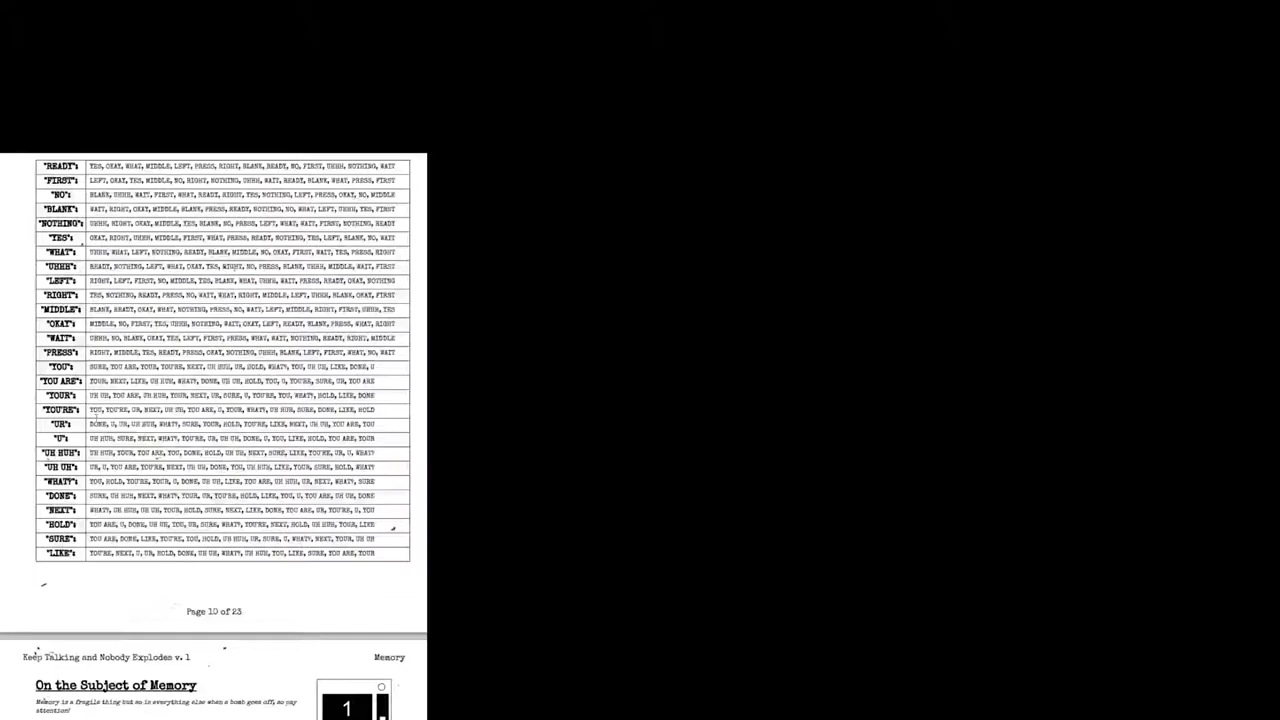 "READY": YES, OKAY, WHAT, MIDDLE, LEFT, PRESS, RIGHT, BLANK, READY, NO, FIRST, UHHH, NOTHING, WAIT
"FIRST": LEFT, OKAY, YES, MIDDLE, NO, RIGHT, NOTHING, UHHH, WAIT, READY, BLANK, WHAT, PRESS, FIRST
"NO": BLANK, UHHH, WAIT, FIRST, WHAT, READY, RIGHT, YES, NOTHING, LEFT, PRESS, OKAY, NO, MIDDLE
"BLANK": WAIT, RIGHT, OKAY, MIDDLE, BLANK, PRESS, READY, NOTHING, NO, WHAT, LEFT, UHHH, YES, FIRST
"NOTHING": UHHH, RIGHT, OKAY, MIDDLE, YES, BLANK, NO, PRESS, LEFT, WHAT, WAIT, FIRST, NOTHING, READY
"YES": OKAY, RIGHT, UHHH, MIDDLE, FIRST, WHAT, PRESS, READY, NOTHING, YES, LEFT, BLANK, NO, WAIT
"WHAT": UHHH, WHAT, LEFT, NOTHING, READY, BLANK, MIDDLE, NO, OKAY, FIRST, WAIT, YES, PRESS, RIGHT
"UHHH": READY, NOTHING, LEFT, WHAT, OKAY, YES, RIGHT, NO, PRESS, BLANK, UHHH, MIDDLE, WAIT, FIRST
"LEFT": RIGHT, LEFT, FIRST, NO, MIDDLE, YES, BLANK, WHAT, UHHH, WAIT, PRESS, READY, OKAY, NOTHING
"RIGHT": YES, NOTHING, READY, PRESS, NO, WAIT, WHAT, RIGHT, MIDDLE, LEFT, UHHH, BLANK, OKAY, FIRST
"MIDDLE": BLANK, READY, OKAY, WHAT, NOTHING, PRESS, NO, WAIT, LEFT, MIDDLE, RIGHT, FIRST, UHHH, YES
"OKAY": MIDDLE, NO, FIRST, YES, UHHH, NOTHING, WAIT, OKAY, LEFT, READY, BLANK, PRESS, WHAT, RIGHT
"WAIT": UHHH, NO, BLANK, OKAY, YES, LEFT, FIRST, PRESS, WHAT, WAIT, NOTHING, READY, RIGHT, MIDDLE
"PRESS": RIGHT, MIDDLE, YES, READY, PRESS, OKAY, NOTHING, UHHH, BLANK, LEFT, FIRST, WHAT, NO, WAIT
"YOU": SURE, YOU ARE, YOUR, YOU'RE, NEXT, UH HUH, UR, HOLD, WHAT?, YOU, UH UH, LIKE, DONE, U
"YOU ARE": YOUR, NEXT, LIKE, UH HUH, WHAT?, DONE, UH UH, HOLD, YOU, U, YOU'RE, SURE, UR, YOU ARE
"YOUR": UH UH, YOU ARE, UH HUH, YOUR, NEXT, UR, SURE, U, YOU'RE, YOU, WHAT?, HOLD, LIKE, DONE
"YOU'RE": YOU, YOU'RE, UR, NEXT, UH UH, YOU ARE, U, YOUR, WHAT?, UH HUH, SURE, DONE, LIKE, HOLD
"UR": DONE, U, UR, UH HUH, WHAT?, SURE, YOUR, HOLD, YOU'RE, LIKE, NEXT, UH UH, YOU ARE, YOU
"U": UH HUH, SURE, NEXT, WHAT?, YOU'RE, UR, UH UH, DONE, U, YOU, LIKE, HOLD, YOU ARE, YOUR
"UH HUH": UH HUH, YOUR, YOU ARE, YOU, DONE, HOLD, UH UH, NEXT, SURE, LIKE, YOU'RE, UR, U, WHAT?
"UH UH": UR, U, YOU ARE, YOU'RE, NEXT, UH UH, DONE, YOU, UH HUH, LIKE, YOUR, SURE, HOLD, WHAT?
"WHAT?": YOU, HOLD, YOU'RE, YOUR, U, DONE, UH UH, LIKE, YOU ARE, UH HUH, UR, NEXT, WHAT?, SURE
"DONE": SURE, UH HUH, NEXT, WHAT?, YOUR, UR, YOU'RE, HOLD, LIKE, YOU, U, YOU ARE, UH UH, DONE
"NEXT": WHAT?, UH HUH, UH UH, YOUR, HOLD, SURE, NEXT, LIKE, DONE, YOU ARE, UR, YOU'RE, U, YOU
"HOLD": YOU ARE, U, DONE, UH UH, YOU, UR, SURE, WHAT?, YOU'RE, NEXT, HOLD, UH HUH, YOUR, LIKE
"SURE": YOU ARE, DONE, LIKE, YOU'RE, YOU, HOLD, UH HUH, UR, SURE, U, WHAT?, NEXT, YOUR, UH UH
"LIKE": YOU'RE, NEXT, U, UR, HOLD, DONE, UH UH, WHAT?, UH HUH, YOU, LIKE, SURE, YOU ARE, YOUR
Page 10 of 23
Keep Talking and Nobody Explodes v. 1 Memory
On the Subject of Memory
Memory is a fragile thing but so is everything else when a bomb goes off, so pay
attention!
1